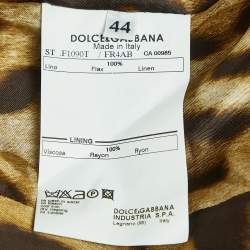 44
DOLCE&GABBANA
Made in Italy
ST .F1090T / FR4AB CA 00985
100%
Lino Flax Linen
LINING
100%
Viscosa Rayon Ryon
DOLCE&GABBANA
INDUSTRIA S.P.A.
Legnano (MI)